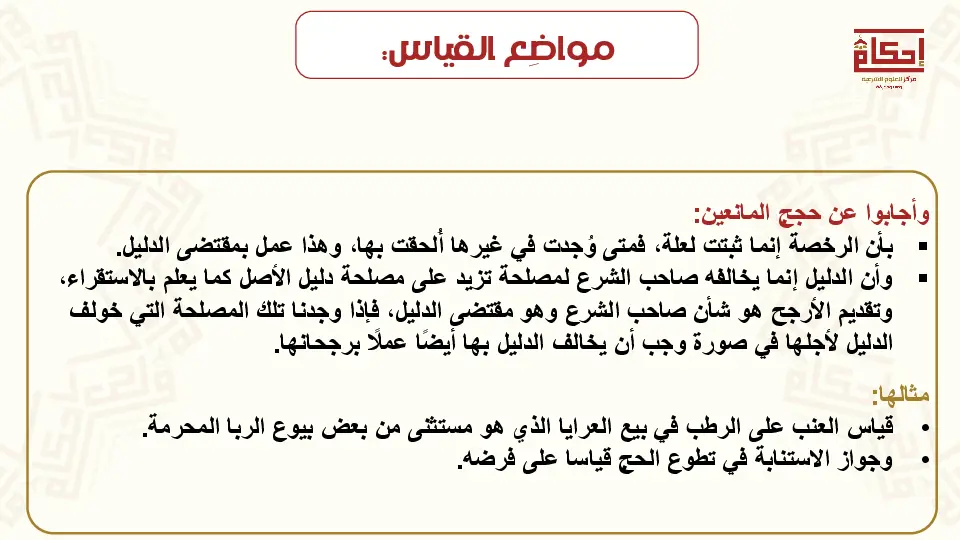 مواضِع القياس:
إحكام
مركز للعلوم الشرعية
وأجابوا عن حجج المانعين:
▪ بأن الرخصة إنما ثبتت لعلة، فمتى وُجدت في غيرها أُلحقت بها، وهذا عمل بمقتضى الدليل.
▪ وأن الدليل إنما يخالفه صاحب الشرع لمصلحة تزيد على مصلحة دليل الأصل كما يعلم بالاستقراء،
وتقديم الأرجح هو شأن صاحب الشرع وهو مقتضى الدليل، فإذا وجدنا تلك المصلحة التي خولف
الدليل لأجلها في صورة وجب أن يخالف الدليل بها أيضًا عملًا برجحانها.
مثالها:
• قياس العنب على الرطب في بيع العرايا الذي هو مستثنى من بعض بيوع الربا المحرمة.
• وجواز الاستنابة في تطوع الحج قياسا على فرضه.